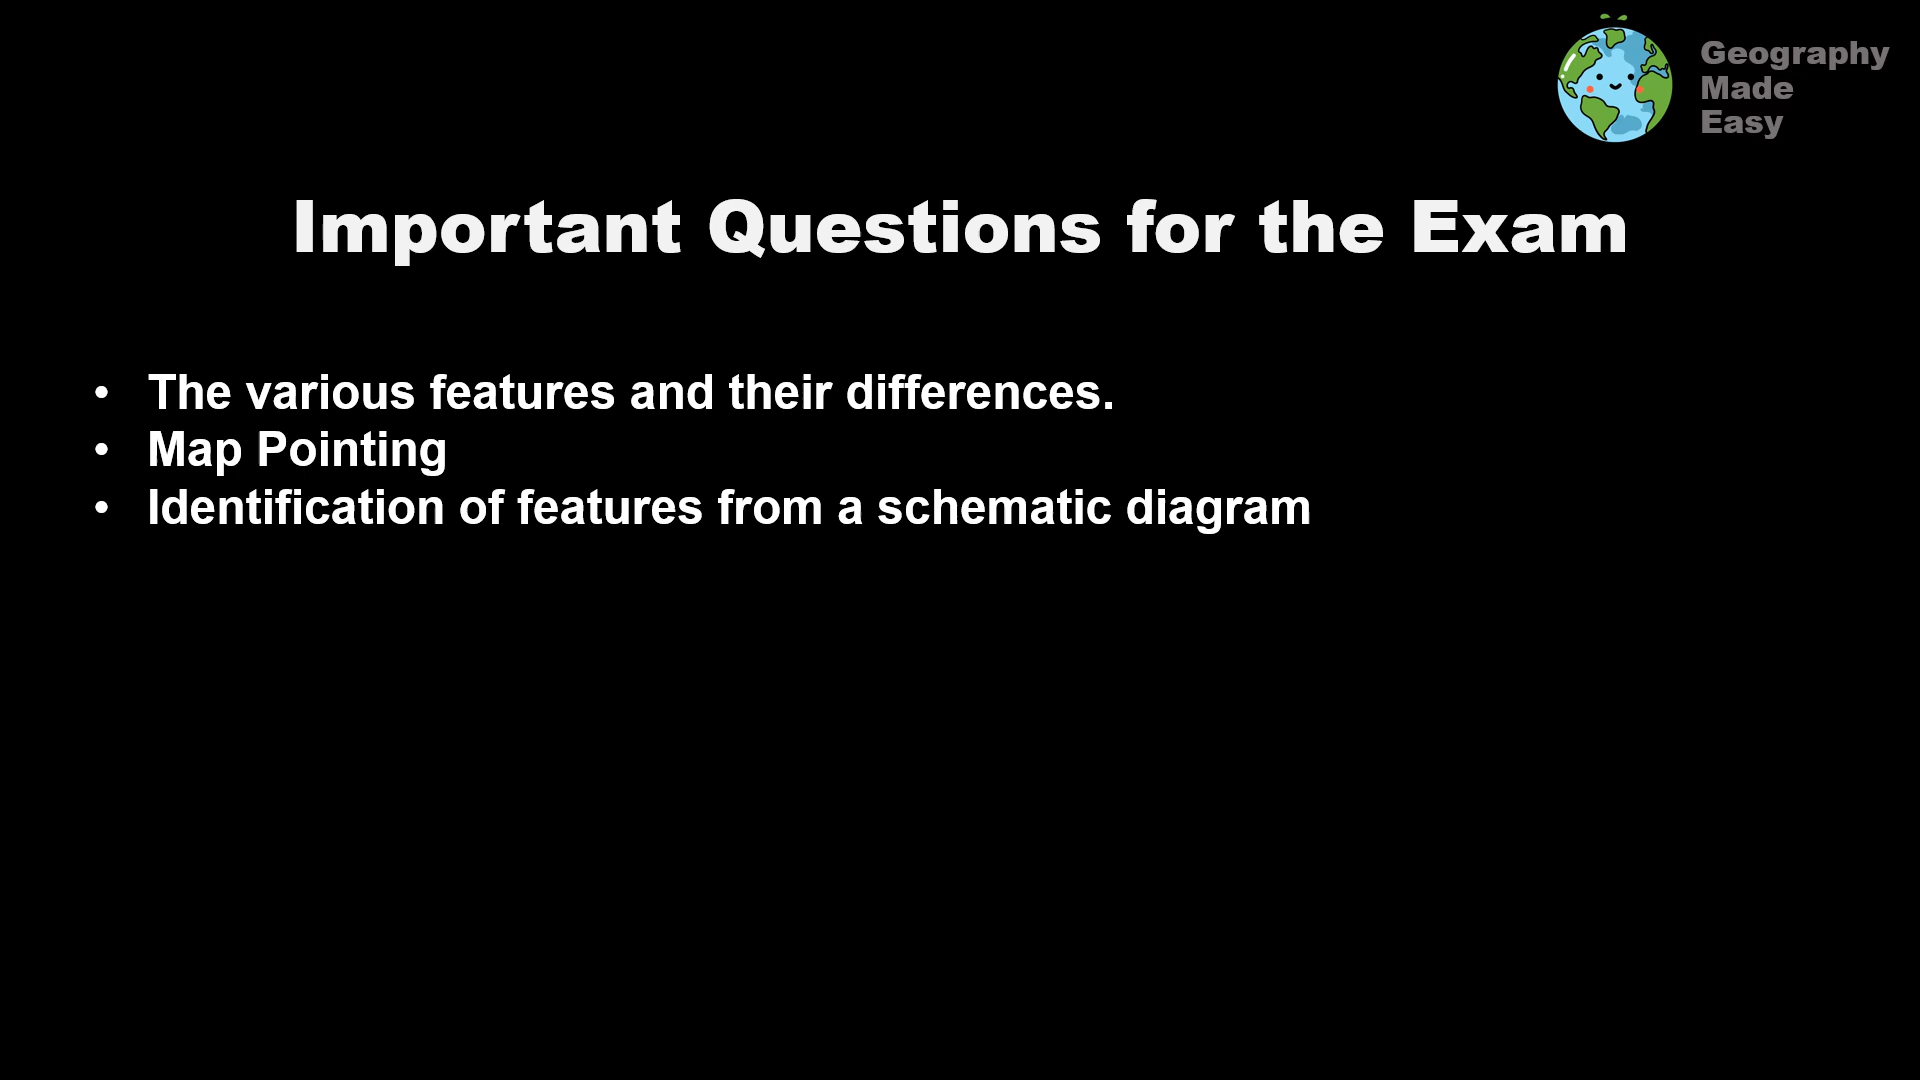 Geography
Made
Easy
Important Questions for the Exam
• The various features and their differences.
• Map Pointing
• Identification of features from a schematic diagram